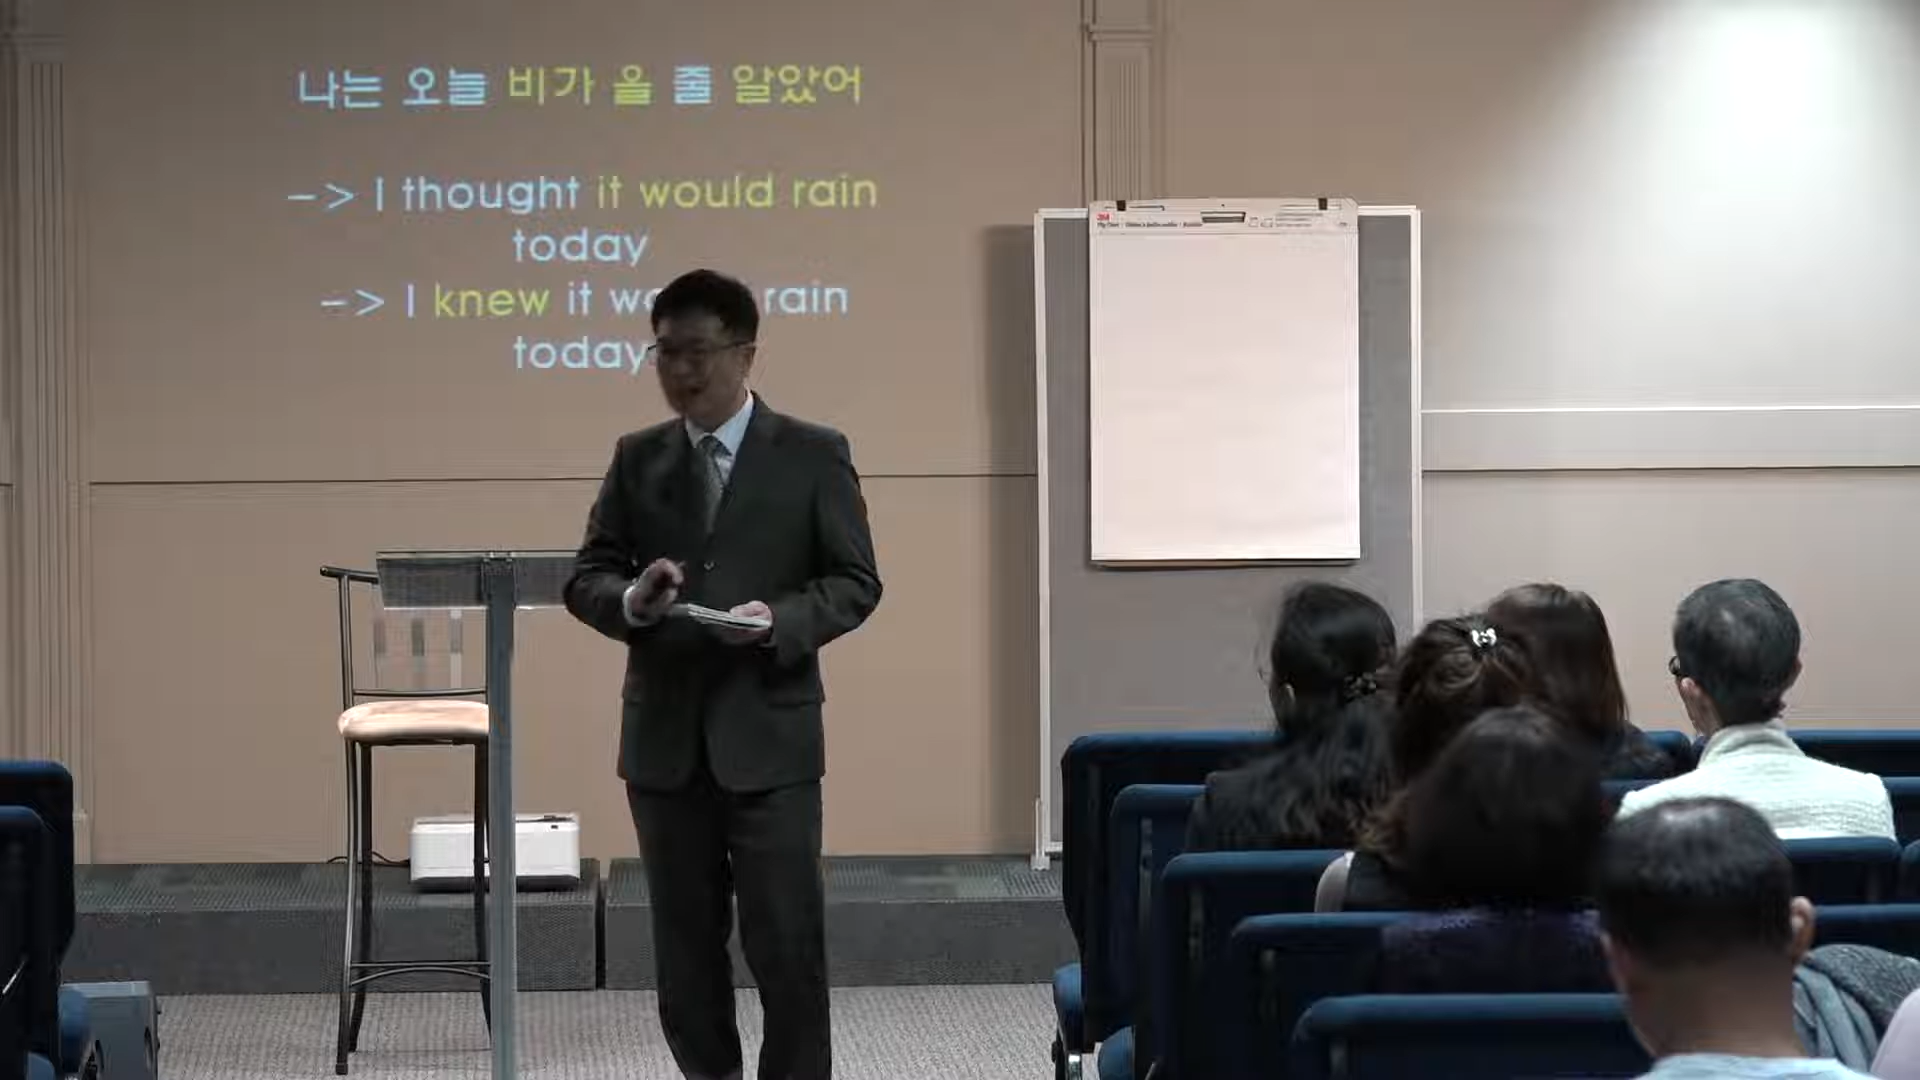 나는 오늘 비가 올 줄 알았어
–> I thought it would rain
today
–> I knew it rain
today
3M